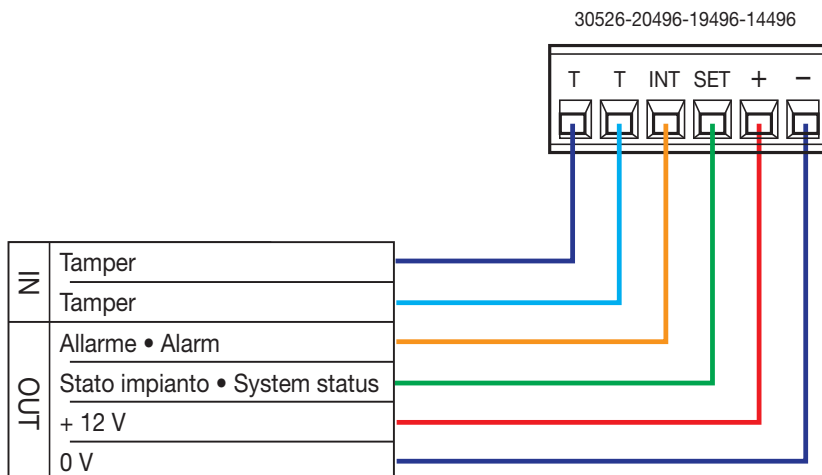 30526-20496-19496-14496
T T INT SET + −
IN
Tamper
Tamper
OUT
Allarme • Alarm
Stato impianto • System status
+ 12 V
0 V